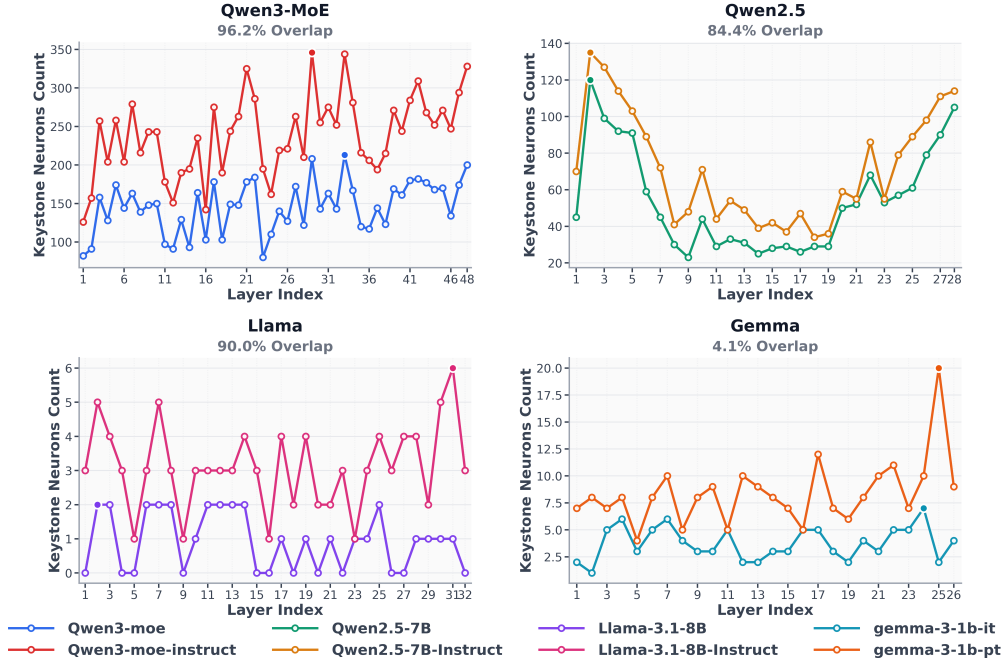 Qwen3-MoE
96.2% Overlap
Keystone Neurons Count
350
300
250
200
150
100
1 6 11 16 21 26 31 36 41 46 48
Layer Index
Qwen2.5
84.4% Overlap
Keystone Neurons Count
140
120
100
80
60
40
20
1 3 5 7 9 11 13 15 17 19 21 23 25 27 28
Layer Index
Llama
90.0% Overlap
Keystone Neurons Count
6
5
4
3
2
1
0
1 3 5 7 9 11 13 15 17 19 21 23 25 27 29 31 32
Layer Index
Gemma
4.1% Overlap
Keystone Neurons Count
20.0
17.5
15.0
12.5
10.0
7.5
5.0
2.5
1 3 5 7 9 11 13 15 17 19 21 23 25 26
Layer Index
Qwen3-moe
Qwen3-moe-instruct
Qwen2.5-7B
Qwen2.5-7B-Instruct
Llama-3.1-8B
Llama-3.1-8B-Instruct
gemma-3-1b-it
gemma-3-1b-pt